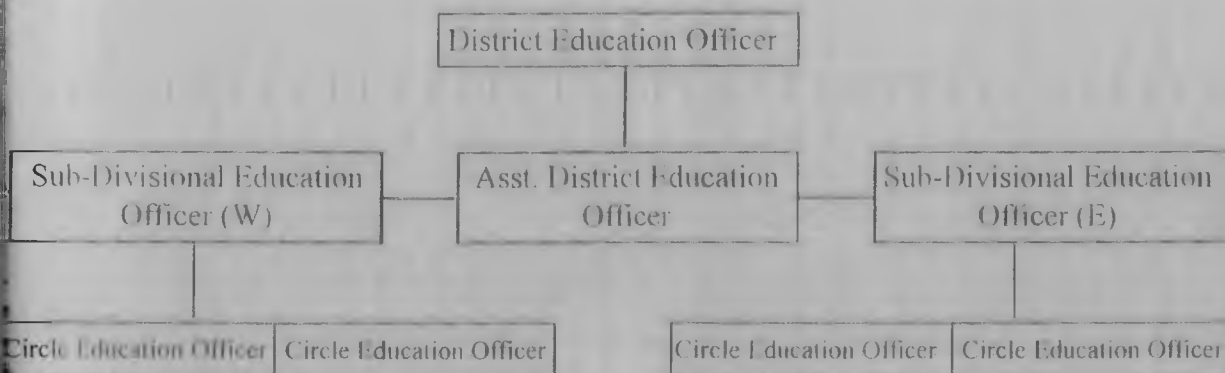 District Education Officer
Sub-Divisional Education
Officer (W)
Asst. District Education
Officer
Sub-Divisional Education
Officer (E)
Circle Education Officer
Circle Education Officer
Circle Education Officer
Circle Education Officer